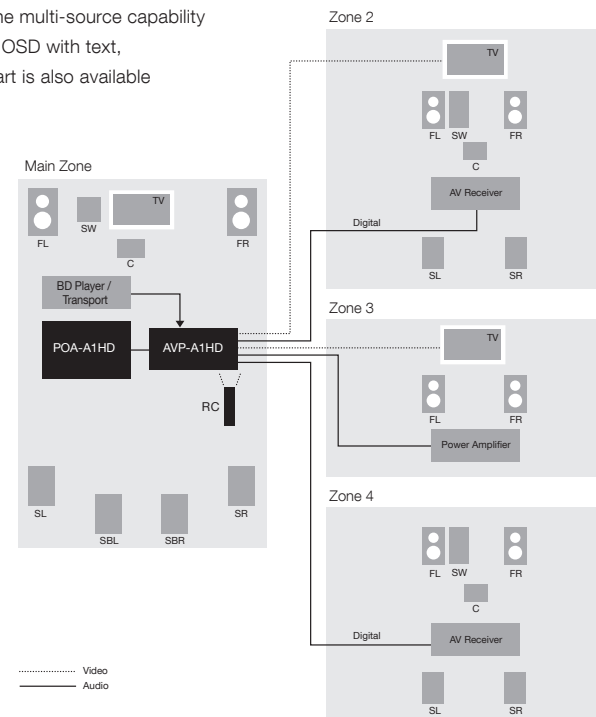 he multi-source capability
OSD with text,
art is also available
Main Zone
FL
SW
TV
FR
C
BD Player /
Transport
POA-A1HD
AVP-A1HD
RC
SL
SBL
SBR
SR
Video
Audio
Zone 2
TV
FL
SW
FR
C
AV Receiver
Digital
SL
SR
Zone 3
TV
FL
FR
Power Amplifier
Zone 4
FL
SW
FR
C
Digital
AV Receiver
SL
SR